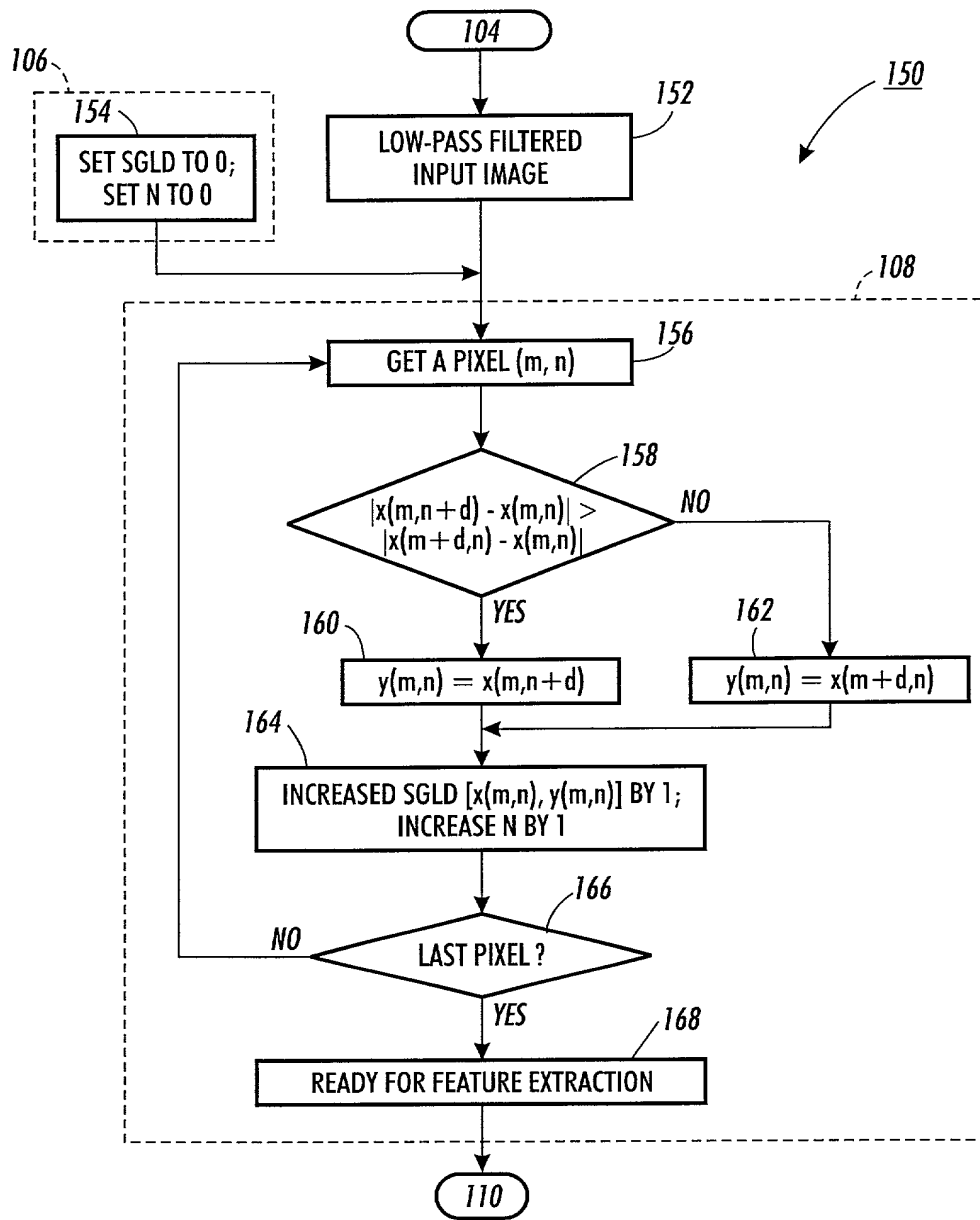 104
106
150
154
152
SET SGLD TO 0;
SET N TO 0
LOW-PASS FILTERED
INPUT IMAGE
108
156
GET A PIXEL (m, n)
158
|x(m,n+d) - x(m,n)| >
|x(m+d,n) - x(m,n)|
NO
YES
160
162
y(m,n) = x(m,n+d)
y(m,n) = x(m+d,n)
164
INCREASED SGLD [x(m,n), y(m,n)] BY 1;
INCREASE N BY 1
166
NO
LAST PIXEL ?
YES
168
READY FOR FEATURE EXTRACTION
110